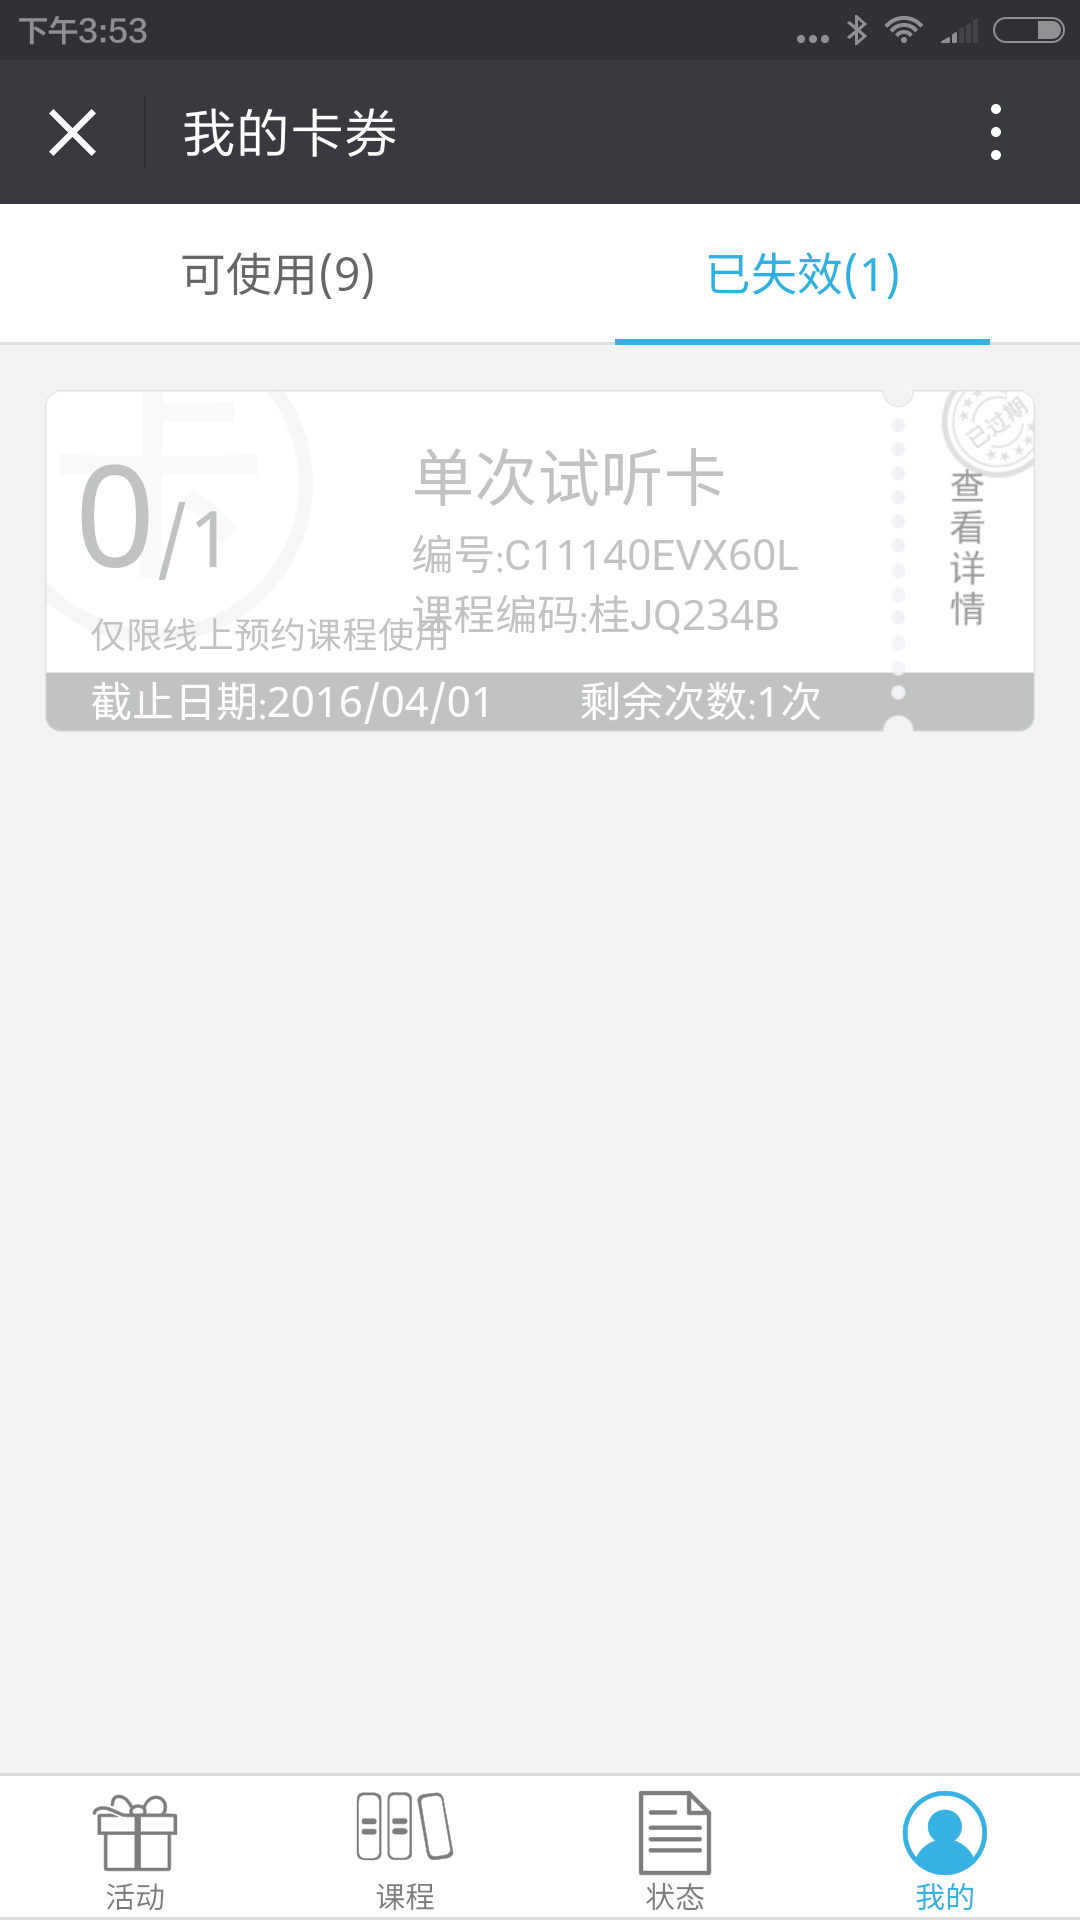 下午3:53
我的卡券
可使用(9)
已失效(1)
卡
0/1
单次试听卡
编号:C11140EVX60L
课程编码:桂JQ234B
仅限线上预约课程使用
已过期
查看详情
截止日期:2016/04/01
剩余次数:1次
活动
课程
状态
我的